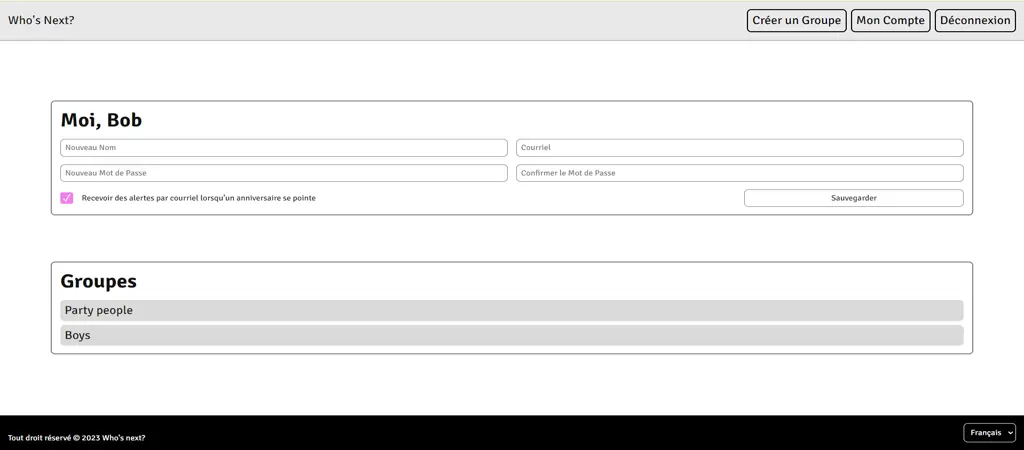 Who's Next?
Créer un Groupe
Mon Compte
Déconnexion
Moi, Bob
Nouveau Nom
Courriel
Nouveau Mot de Passe
Confirmer le Mot de Passe
Recevoir des alertes par courriel lorsqu'un anniversaire se pointe
Sauvegarder
Groupes
Party people
Boys
Tout droit réservé © 2023 Who's next?
Français